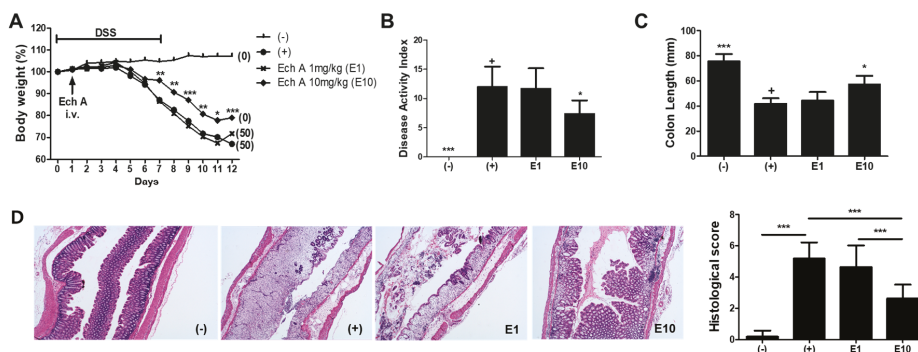 A
DSS
120
110
100
90
80
70
60
Body weight (%)
Ech A
i.v.
**
**
***
**
*
***
(0)
(0)
(50)
(50)
0 1 2 3 4 5 6 7 8 9 10 11 12
Days
(-)
(+)
Ech A 1mg/kg (E1)
Ech A 10mg/kg (E10)
B
Disease Activity Index
20
15
10
5
0
***
+
*
(-) (+) E1 E10
C
Colon Length (mm)
100
80
60
40
20
0
***
+
*
(-) (+) E1 E10
D
(-)
(+)
E1
E10
Histological score
8
6
4
2
0
***
***
***
(-) (+) E1 E10